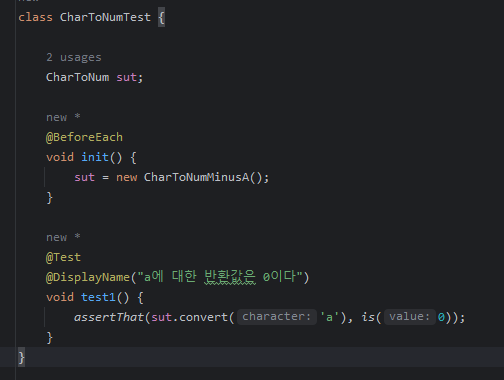 class CharToNumTest {
2 usages
CharToNum sut;
new *
@BeforeEach
void init() {
sut = new CharToNumMinusA();
}
new *
@Test
@DisplayName("a에 대한 반환값은 0이다")
void test1() {
assertThat(sut.convert( character: 'a'), is( value: 0));
}
}